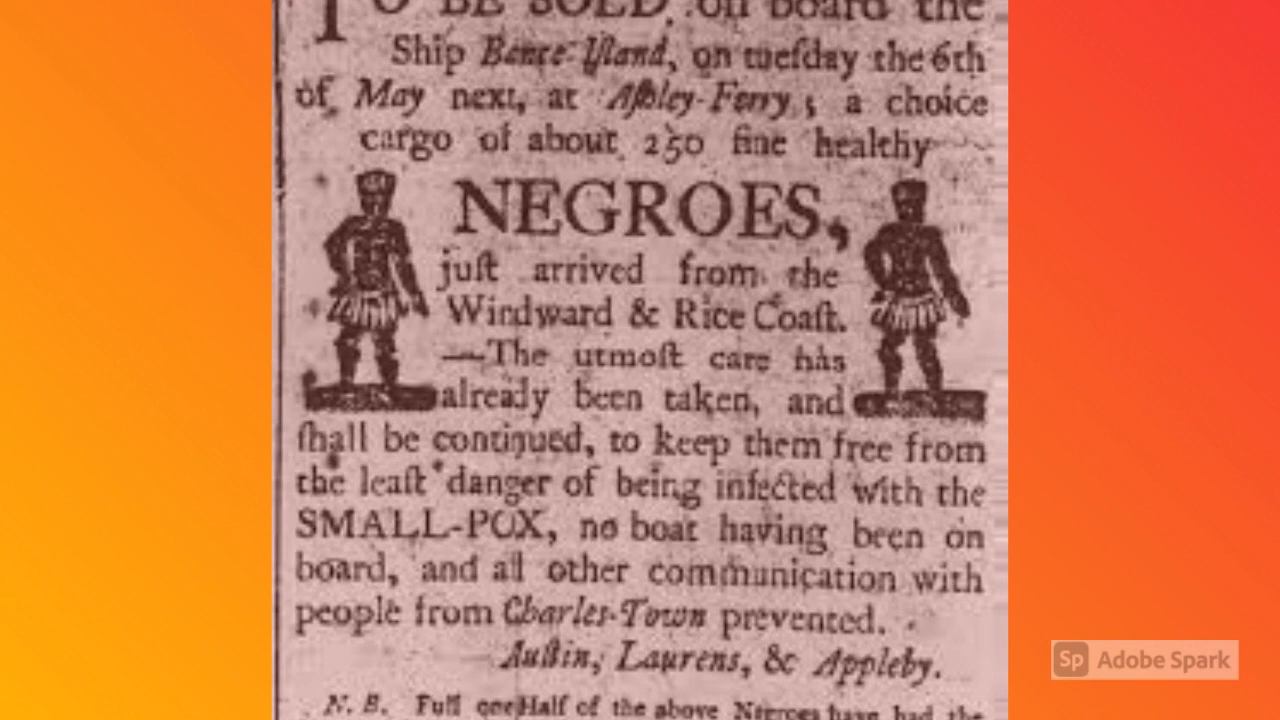 TO BE SOLD, on board the
Ship Bance-Iſland, on tueſday the 6th
of May next, at Aſhley-Ferry; a choice
cargo of about 250 fine healthy
NEGROES,
juſt arrived from the
Windward & Rice Coaſt.
—The utmoſt care has
already been taken, and
ſhall be continued, to keep them free from
the leaſt danger of being infected with the
SMALL-POX, no boat having been on
board, and all other communication with
people from Charles-Town prevented.
Auſtin, Laurens, & Appleby.
N. B. Full one Half of the above Negroes have had the
Sp Adobe Spark